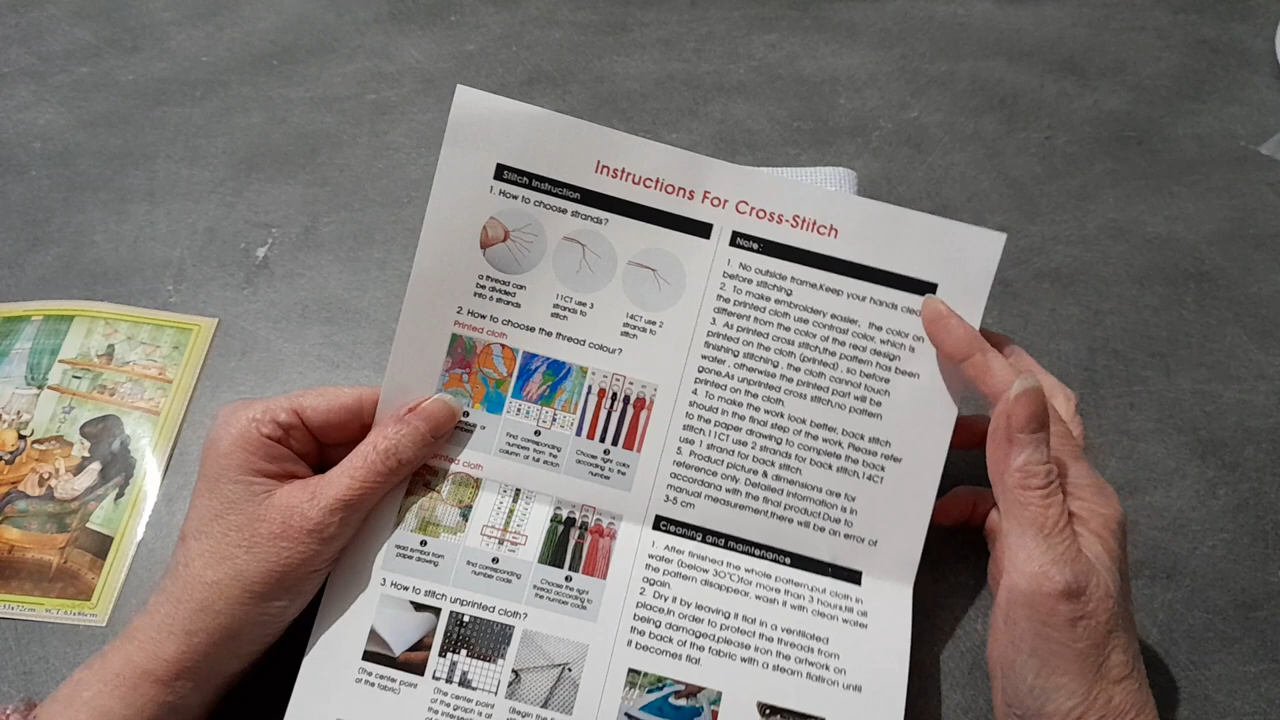 Instructions For Cross-Stitch
Stitch Instruction
1. How to choose strands?
a thread can
be divided
into 6 strands
11CT use 3
strands to
stitch
14CT use 2
strands to
stitch
2. How to choose the thread colour?
Printed cloth
Find corresponding
numbers from the
column of full stitch
Choose right color
according to the
number
cloth
read symbol from
paper drawing
find corresponding
number code.
Choose the right
thread according to
the number code.
3. How to stitch unprinted cloth?
(The center point
of the fabric)
(The center point
of the graph is at
the
(Begin the
Note:
1. No outside frame,Keep your hands
before stitching.
2. To make embroidery easier, the color on
the printed cloth use contrast color, which is
different from the color of the real design
3. As printed cross stitch,the pattern has been
printed on the cloth (printed) , so before
finishing stitching , the cloth cannot touch
water , otherwise the printed part will be
gone.As unprinted cross stitch,no pattern
printed on the cloth.
4. To make the work look better, back stitch
should in the final step of the work, Please refer
to the paper drawing to complete the back
stitch.11CT use 2 strands for back stitch,14CT
use 1 strand for back stitch.
5. Product picture & dimensions are for
reference only. Detailed information is in
accordana with the final product.Due to
manual measurement,there will be an error of
3-5 cm
Cleaning and maintenance
1. After finished the whole pattern,put cloth in
water (below 30℃)for more than 3 hours,till all
the pattern disappear, wash it with clean water
again.
2. Dry it by leaving it flat in a ventilated
place,in order to protect the threads from
being damaged,please iron the artwork on
the back of the fabric with a steam flatiron until
it becomes flat.
53x72cm 9CT 63x86cm